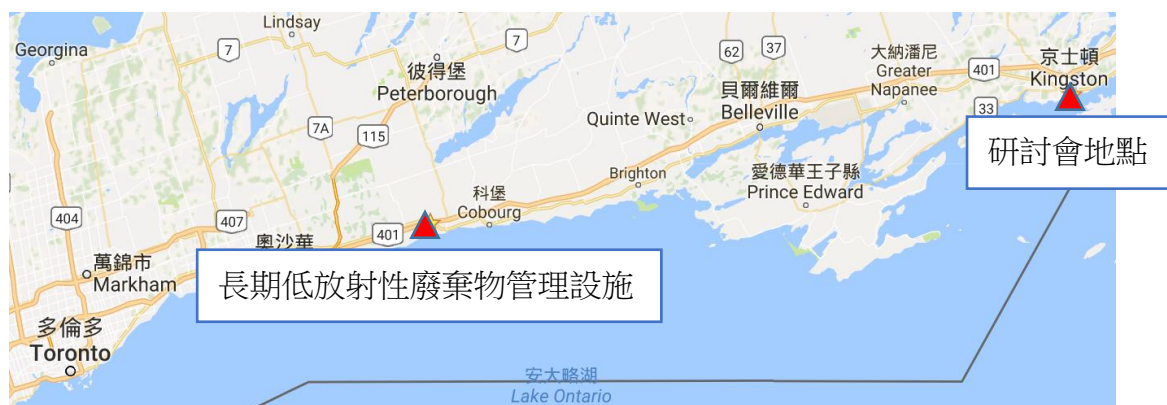 Lindsay
Georgina
7
7
彼得堡
Peterborough
62
37
大納潘尼
Greater
Napanee
401
京士頓
Kingston
貝爾維爾
Belleville
Quinte West
33
7A
115
研討會地點
愛德華王子縣
Prince Edward
Brighton
科堡
Cobourg
404
407
401
奧沙華
萬錦市
Markham
長期低放射性廢棄物管理設施
多倫多
Toronto
安大略湖
Lake Ontario